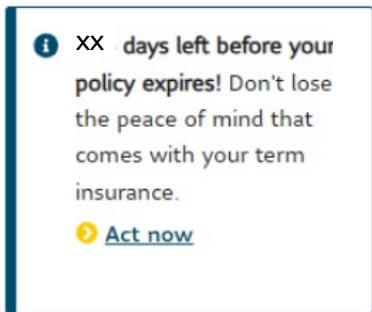 XX days left before your
policy expires! Don't lose
the peace of mind that
comes with your term
insurance.
Act now